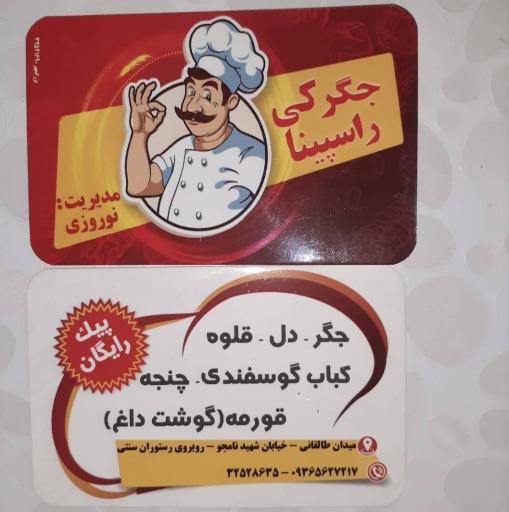 جگرکی
راسپینا
مدیریت:
نوروزی
پیک
رایگان
جگر - دل - قلوه
کباب گوسفندی - چنجه
قورمه(گوشت داغ)
میدان طالقانی – خیابان شهید نامجو – روبروی رستوران سنتی
۰۹۳۶۵۶۲۷۲۱۷ – ۳۲۵۲۸۶۳۵